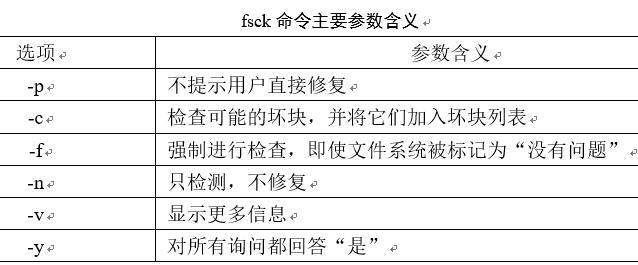 fsck 命令主要参数含义
选项 参数含义
-p 不提示用户直接修复
-c 检查可能的坏块，并将它们加入坏块列表
-f 强制进行检查，即使文件系统被标记为“没有问题”
-n 只检测，不修复
-v 显示更多信息
-y 对所有询问都回答“是”